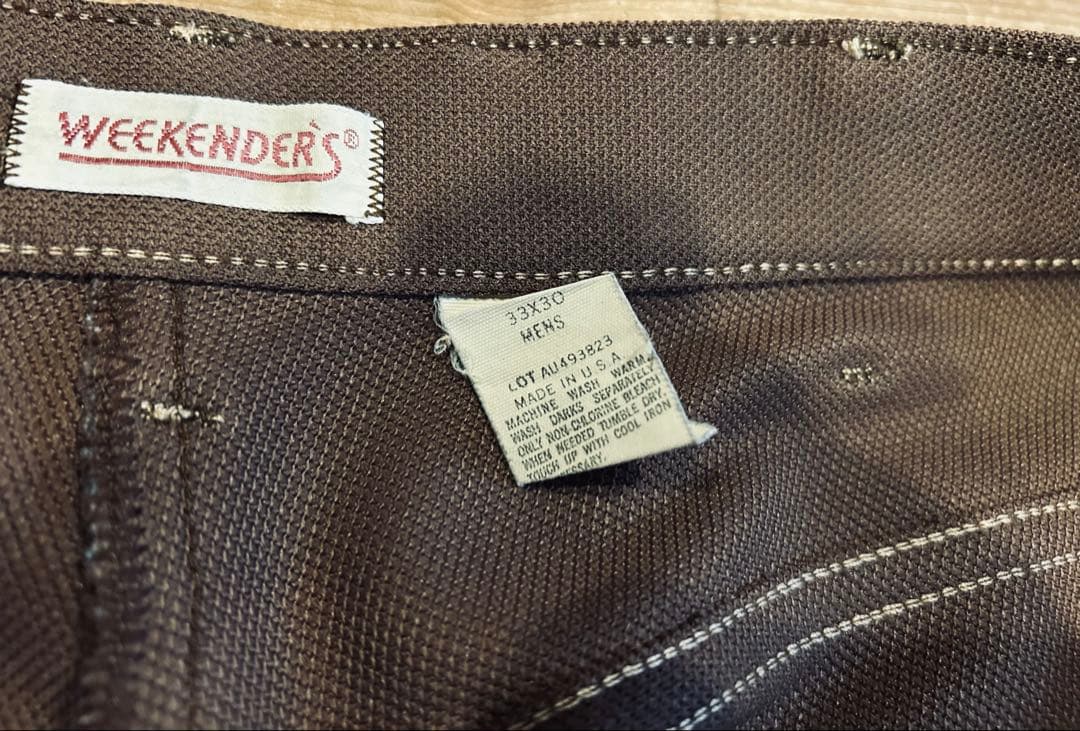 WEEKENDER'S®
33X30
MENS
LOT AU493823
MADE IN U.S.A.
MACHINE WASH WARM
WASH DARKS SEPARATELY
ONLY NON-CHLORINE BLEACH
WHEN NEEDED TUMBLE DRY.
TOUCH UP WITH COOL IRON